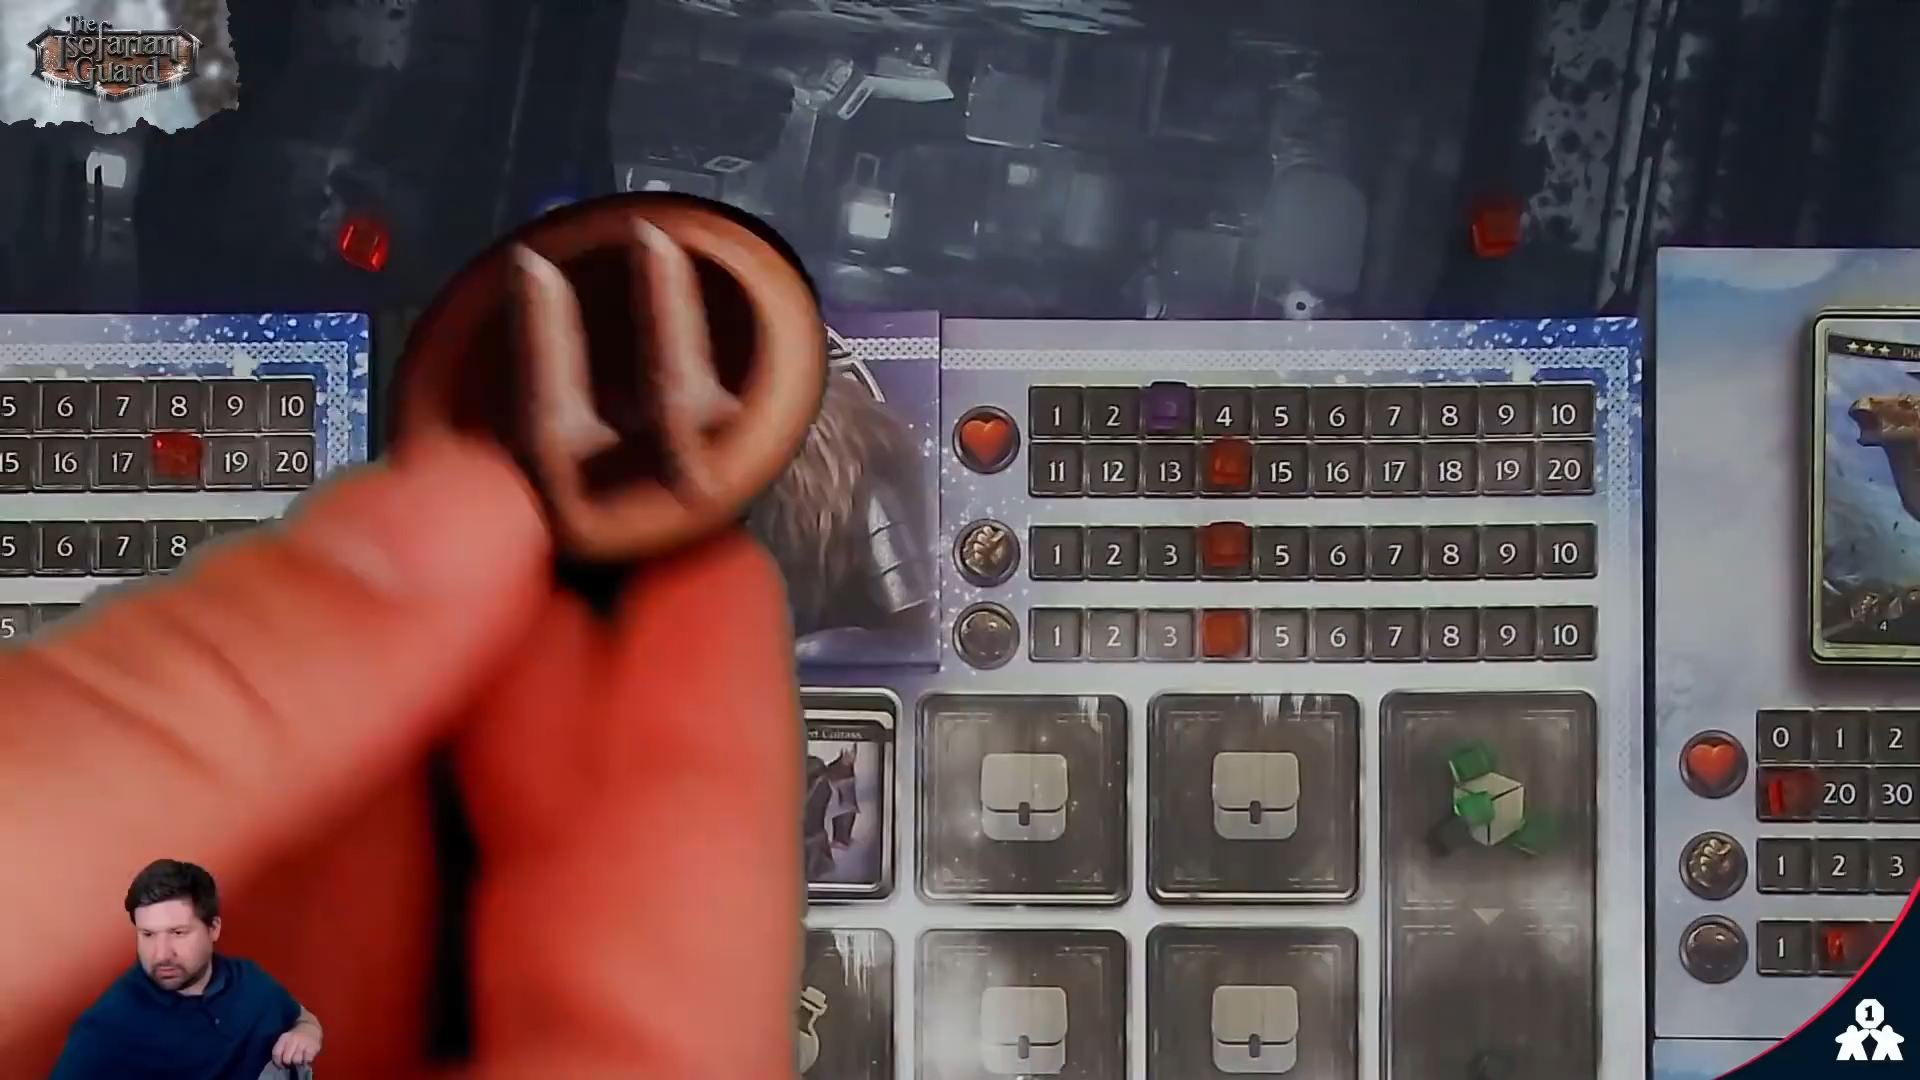 The
Isofarian
Guard
5 6 7 8 9 10
15 16 17 19 20
5 6 7 8
5
1 2 4 5 6 7 8 9 10
11 12 13 15 16 17 18 19 20
1 2 3 5 6 7 8 9 10
1 2 3 5 6 7 8 9 10
Cuirass
4
0 1 2
20 30
1 2 3
1
1